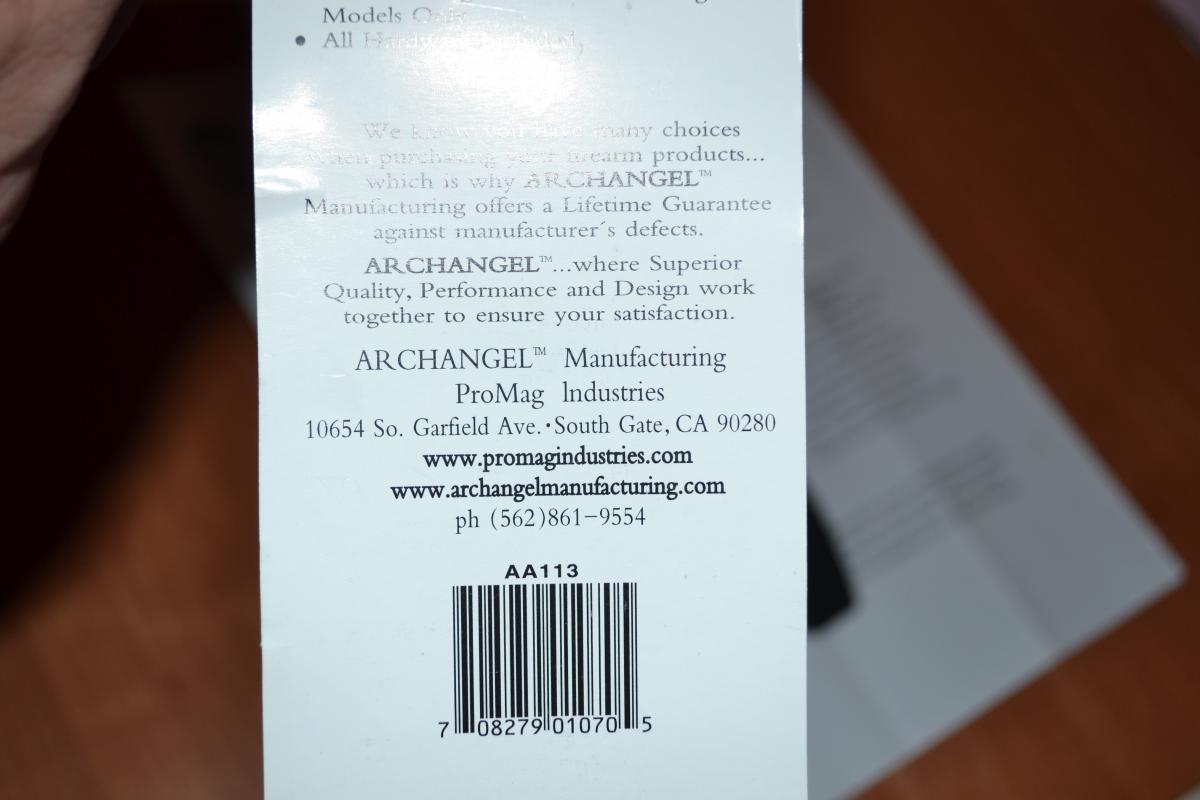 Models Only
• All Hardware Included,
We know you have many choices
when purchasing your firearm products...
which is why ARCHANGEL™
Manufacturing offers a Lifetime Guarantee
against manufacturer´s defects.
ARCHANGEL™...where Superior
Quality, Performance and Design work
together to ensure your satisfaction.
ARCHANGEL™ Manufacturing
ProMag Industries
10654 So. Garfield Ave.·South Gate, CA 90280
www.promagindustries.com
www.archangelmanufacturing.com
ph (562)861-9554
AA113
7 08279 01070 5